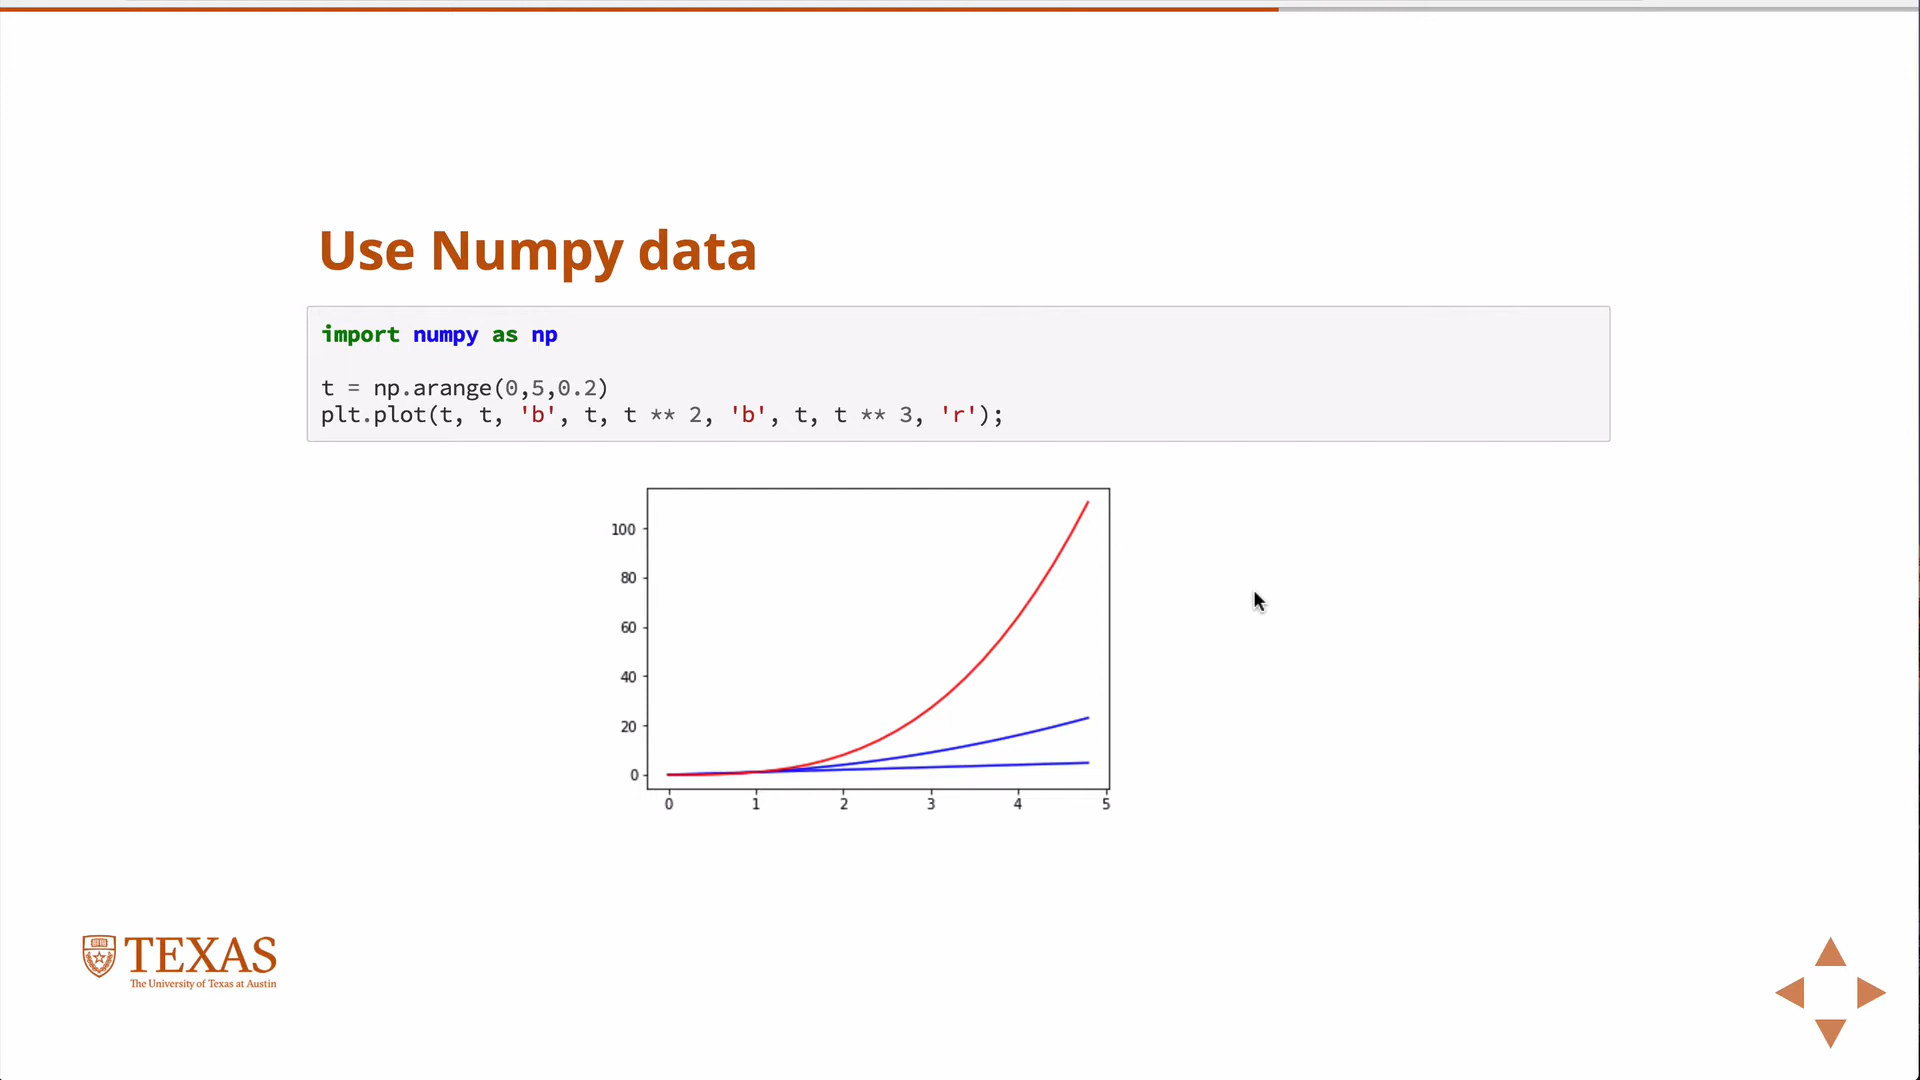 Use Numpy data
import numpy as np
t = np.arange(0,5,0.2)
plt.plot(t, t, 'b', t, t ** 2, 'b', t, t ** 3, 'r');
100
80
60
40
20
0
0 1 2 3 4 5
TEXAS
The University of Texas at Austin